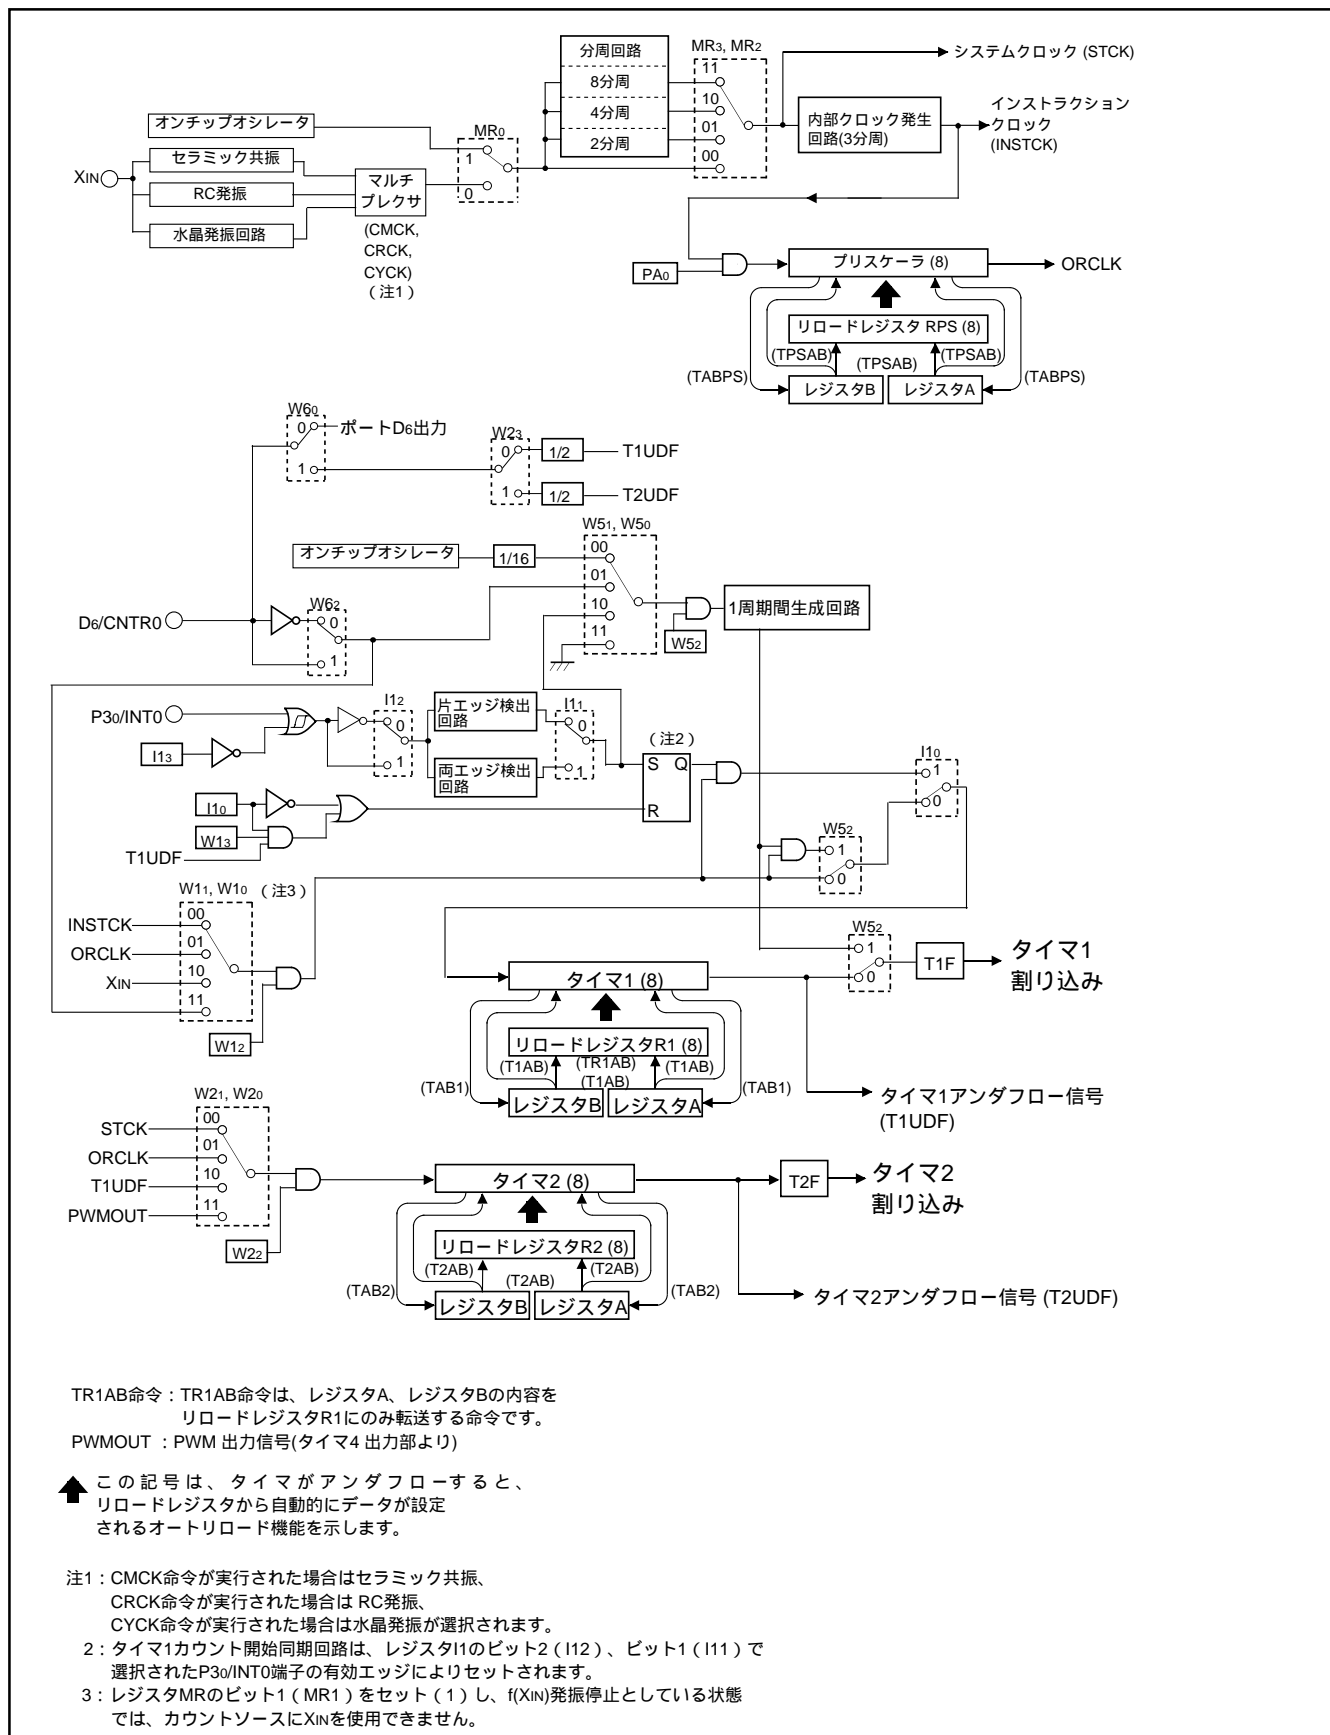 分周回路
8分周
4分周
2分周
MR3, MR2
11
10
01
00
システムクロック (STCK)
内部クロック発生
回路(3分周)
インストラクション
クロック
(INSTCK)
オンチップオシレータ
XIN
セラミック共振
RC発振
水晶発振回路
マルチ
プレクサ
(CMCK,
CRCK,
CYCK)
（注1）
MR0
1
0
PA0
プリスケーラ (8)
ORCLK
リロードレジスタ RPS (8)
(TPSAB)
(TPSAB)
(TPSAB)
(TABPS)
(TABPS)
レジスタB
レジスタA
W60
0
ポートD6出力
1
W23
0
1/2
T1UDF
1
1/2
T2UDF
オンチップオシレータ
1/16
W51, W50
00
01
10
11
W52
1周期間生成回路
D6/CNTR0
W62
0
1
P30/INT0
I13
I12
0
1
片エッジ検出
回路
両エッジ検出
回路
I11
0
1
（注2）
S Q
R
I10
W13
T1UDF
I10
1
0
W52
1
0
W11, W10 （注3）
INSTCK
00
ORCLK
01
XIN
10
11
W12
W52
1
0
T1F
タイマ1
割り込み
タイマ1 (8)
リロードレジスタR1 (8)
(T1AB)
(TR1AB)
(T1AB)
(T1AB)
(TAB1)
(TAB1)
レジスタB
レジスタA
タイマ1アンダフロー信号
(T1UDF)
W21, W20
STCK
00
ORCLK
01
T1UDF
10
PWMOUT
11
W22
タイマ2 (8)
T2F
タイマ2
割り込み
リロードレジスタR2 (8)
(T2AB)
(T2AB)
(T2AB)
(TAB2)
(TAB2)
レジスタB
レジスタA
タイマ2アンダフロー信号 (T2UDF)
TR1AB命令：TR1AB命令は、レジスタA、レジスタBの内容を
リロードレジスタR1にのみ転送する命令です。
PWMOUT ：PWM 出力信号(タイマ4 出力部より)
この記号は、タイマがアンダフローすると、
リロードレジスタから自動的にデータが設定
されるオートリロード機能を示します。
注1：CMCK命令が実行された場合はセラミック共振、
CRCK命令が実行された場合は RC発振、
CYCK命令が実行された場合は水晶発振が選択されます。
2：タイマ1カウント開始同期回路は、レジスタI1のビット2（I12）、ビット1（I11）で
選択されたP30/INT0端子の有効エッジによりセットされます。
3：レジスタMRのビット1（MR1）をセット（1）し、f(XIN)発振停止としている状態
では、カウントソースにXINを使用できません。